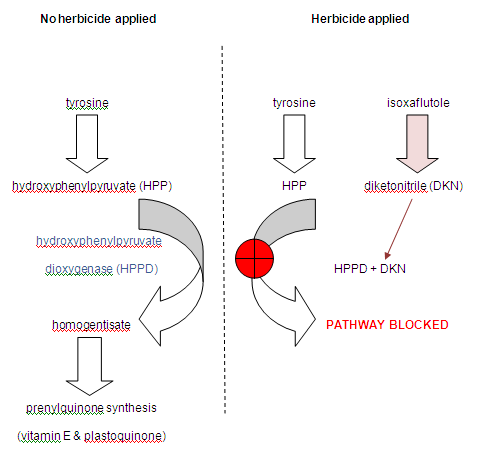 No herbicide applied
Herbicide applied
tyrosine
tyrosine
isoxaflutole
hydroxyphenylpyruvate (HPP)
HPP
diketonitrile (DKN)
hydroxyphenylpyruvate
dioxygenase (HPPD)
HPPD + DKN
homogentisate
PATHWAY BLOCKED
prenylquinone synthesis
(vitamin E & plastoquinone)